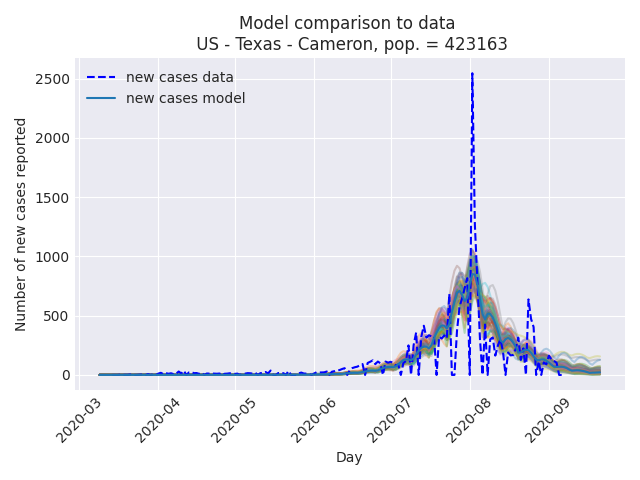 Model comparison to data
US - Texas - Cameron, pop. = 423163
new cases data
new cases model
Number of new cases reported
2500
2000
1500
1000
500
0
2020-03
2020-04
2020-05
2020-06
2020-07
2020-08
2020-09
Day